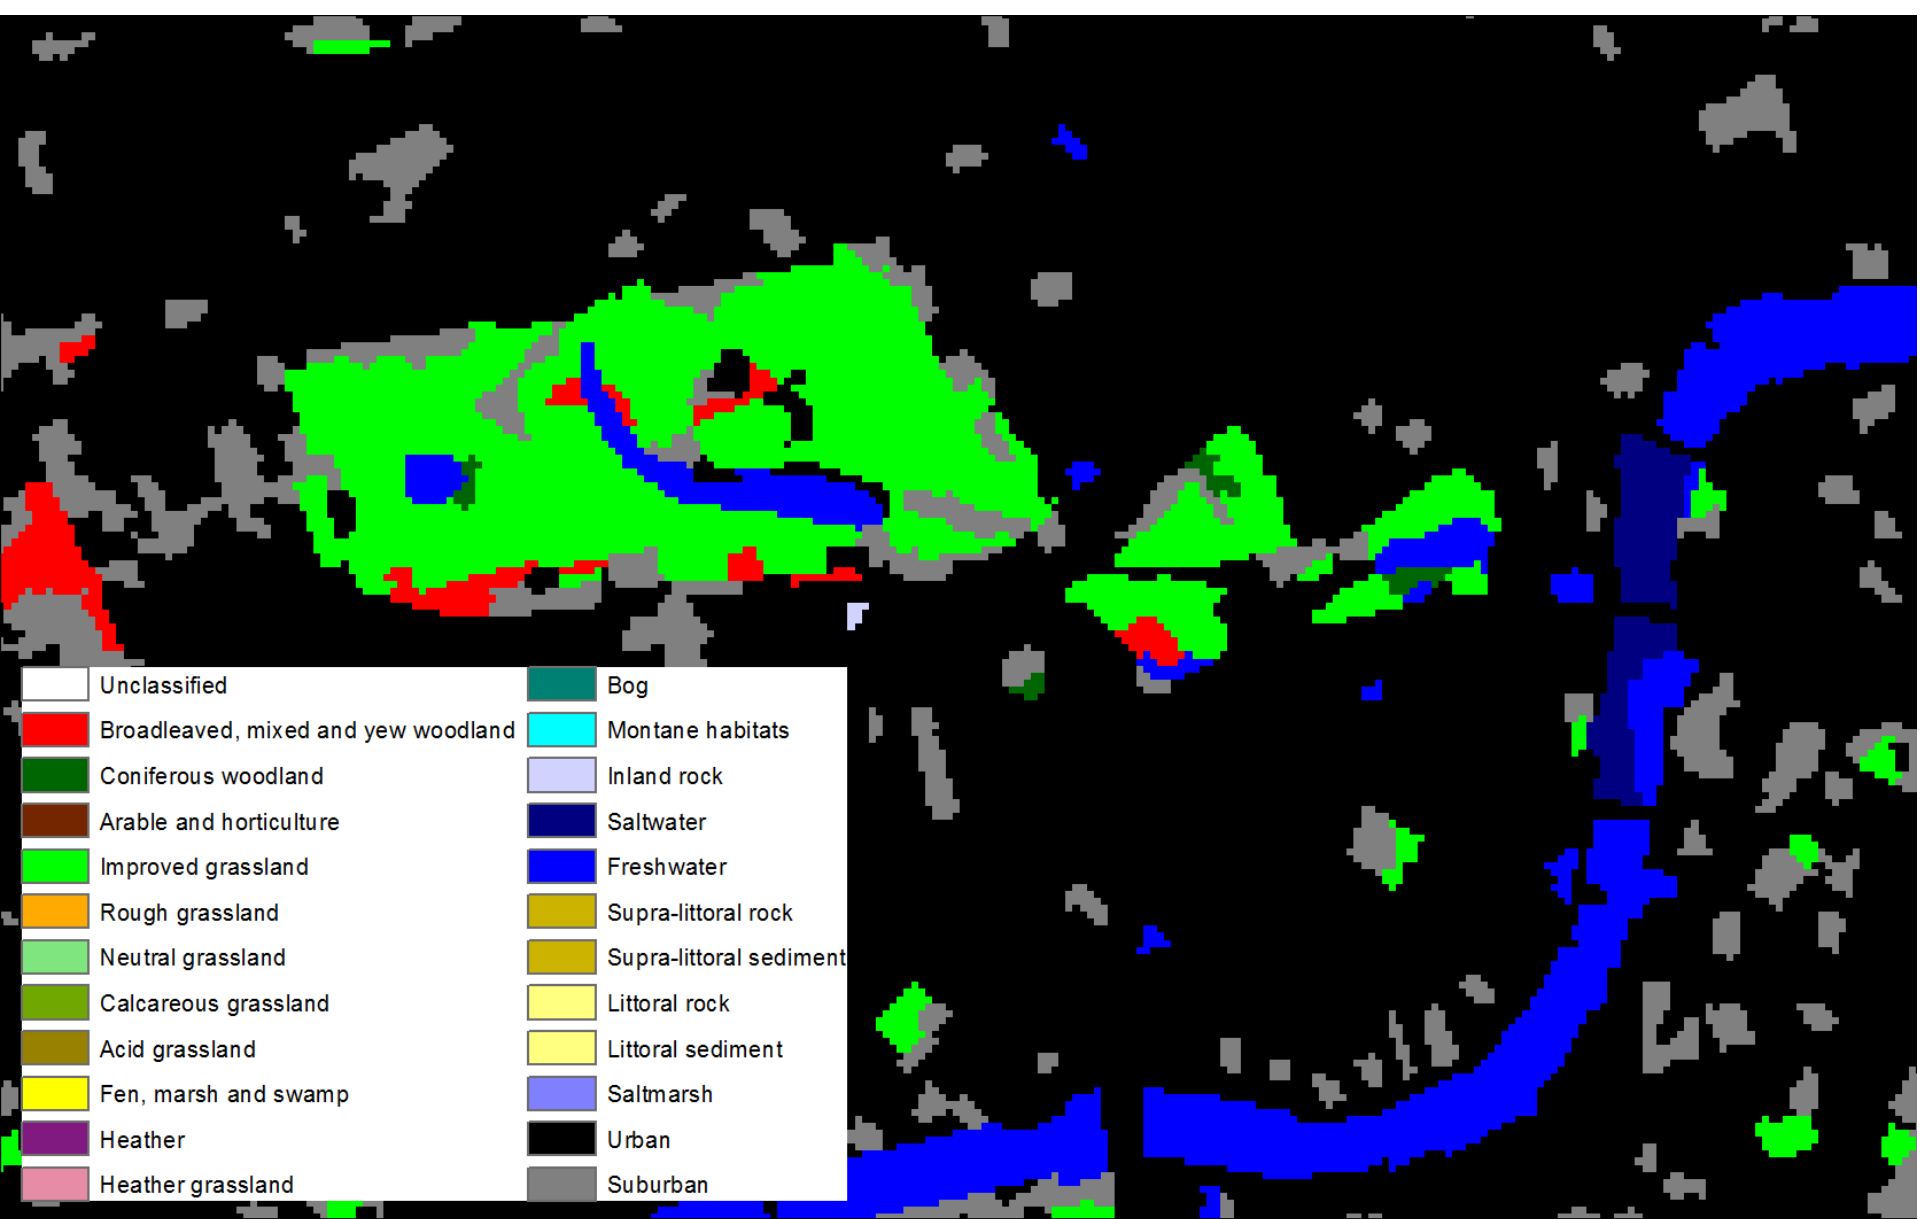 Unclassified
Broadleaved, mixed and yew woodland
Coniferous woodland
Arable and horticulture
Improved grassland
Rough grassland
Neutral grassland
Calcareous grassland
Acid grassland
Fen, marsh and swamp
Heather
Heather grassland
Bog
Montane habitats
Inland rock
Saltwater
Freshwater
Supra-littoral rock
Supra-littoral sediment
Littoral rock
Littoral sediment
Saltmarsh
Urban
Suburban